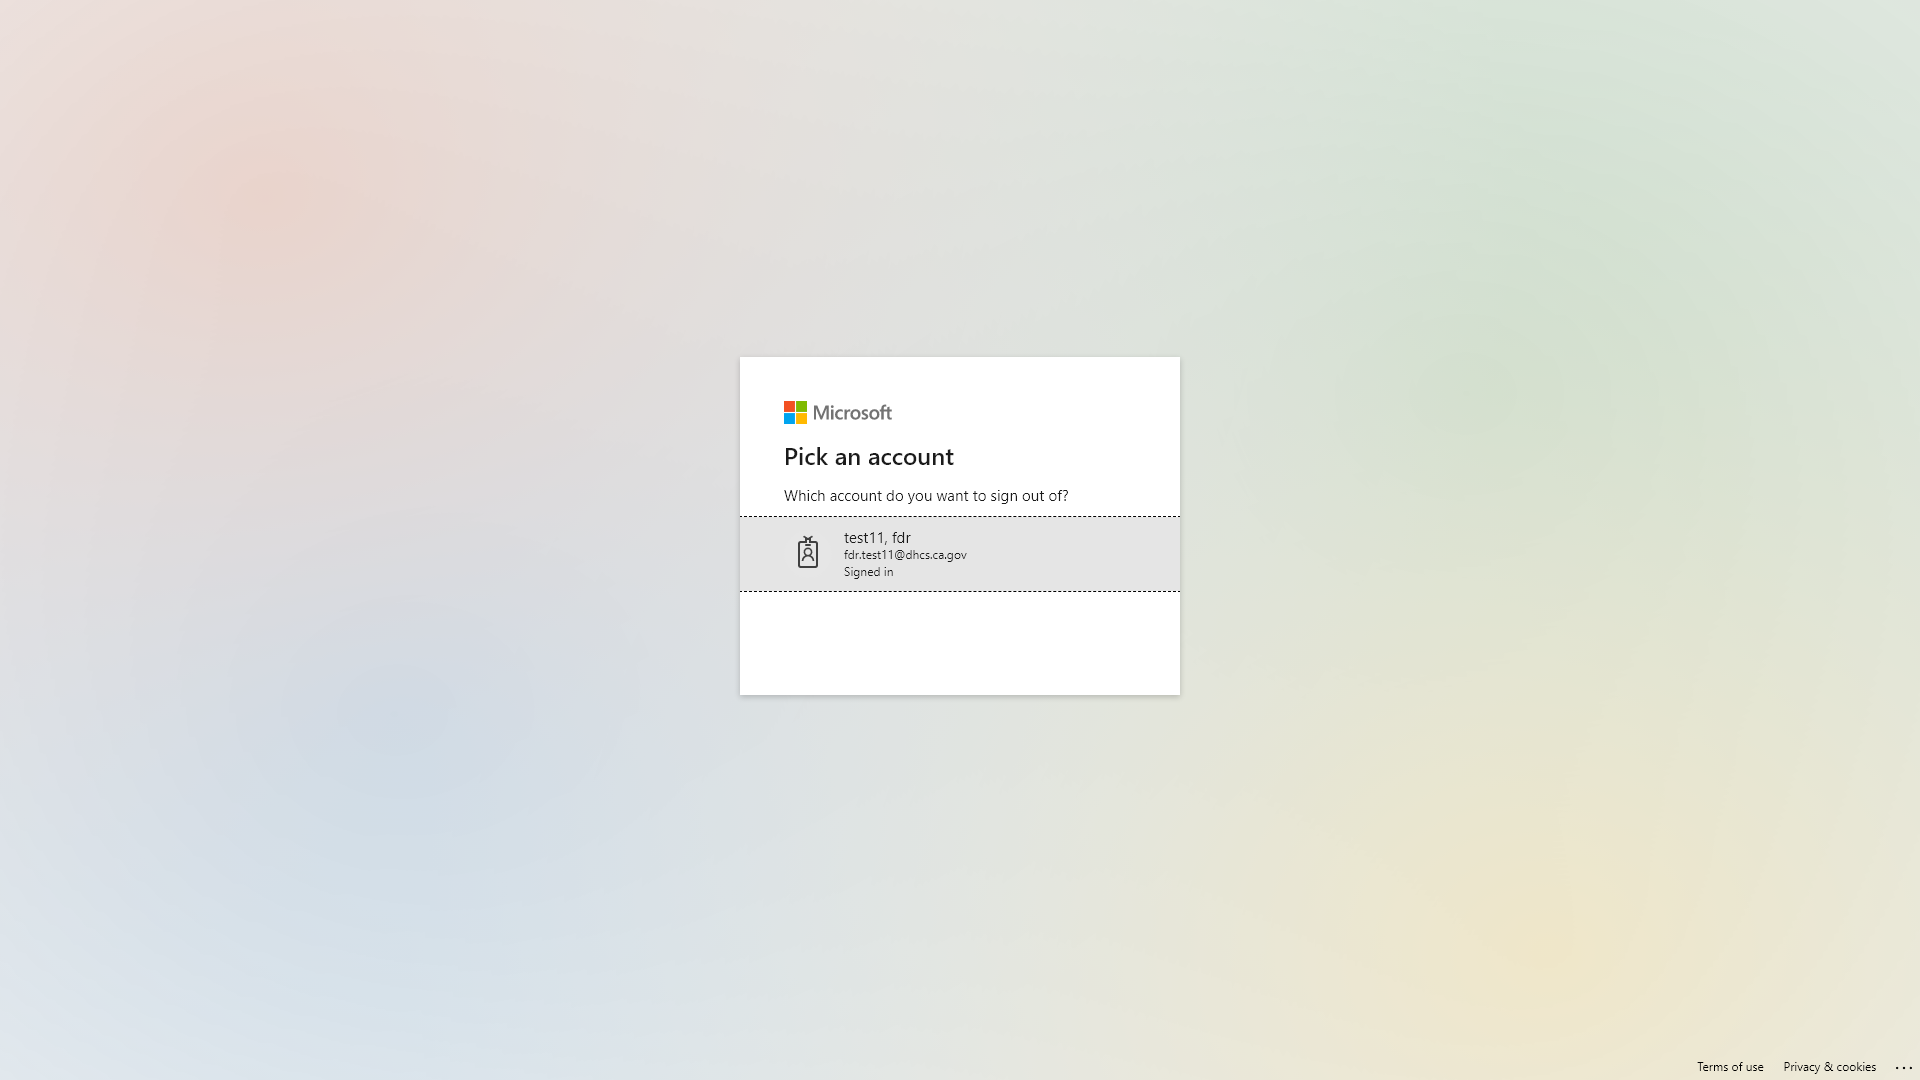 Microsoft
Pick an account
Which account do you want to sign out of?
test11, fdr
fdr.test11@dhcs.ca.gov
Signed in
Terms of use
Privacy & cookies
...